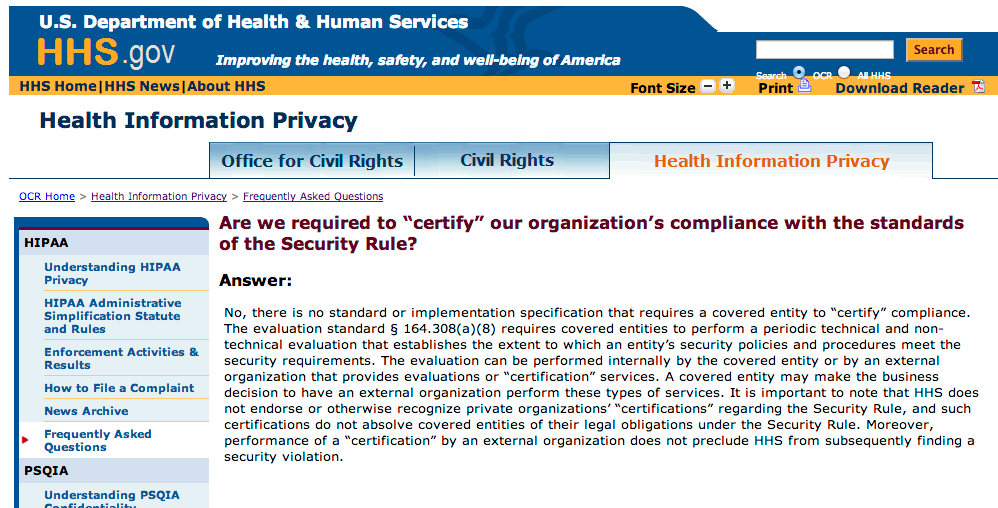 U.S. Department of Health & Human Services
HHS.gov
Improving the health, safety, and well-being of America
Search
Search OCR All HHS
HHS Home|HHS News|About HHS
Font Size − + Print Download Reader
Health Information Privacy
Office for Civil Rights Civil Rights Health Information Privacy
OCR Home > Health Information Privacy > Frequently Asked Questions
HIPAA
Understanding HIPAA
Privacy
HIPAA Administrative
Simplification Statute
and Rules
Enforcement Activities &
Results
How to File a Complaint
News Archive
Frequently Asked
Questions
PSQIA
Understanding PSQIA
Confidentiality
Are we required to “certify” our organization’s compliance with the standards
of the Security Rule?
Answer:
No, there is no standard or implementation specification that requires a covered entity to “certify” compliance.
The evaluation standard § 164.308(a)(8) requires covered entities to perform a periodic technical and non-
technical evaluation that establishes the extent to which an entity’s security policies and procedures meet the
security requirements. The evaluation can be performed internally by the covered entity or by an external
organization that provides evaluations or “certification” services. A covered entity may make the business
decision to have an external organization perform these types of services. It is important to note that HHS does
not endorse or otherwise recognize private organizations’ “certifications” regarding the Security Rule, and such
certifications do not absolve covered entities of their legal obligations under the Security Rule. Moreover,
performance of a “certification” by an external organization does not preclude HHS from subsequently finding a
security violation.